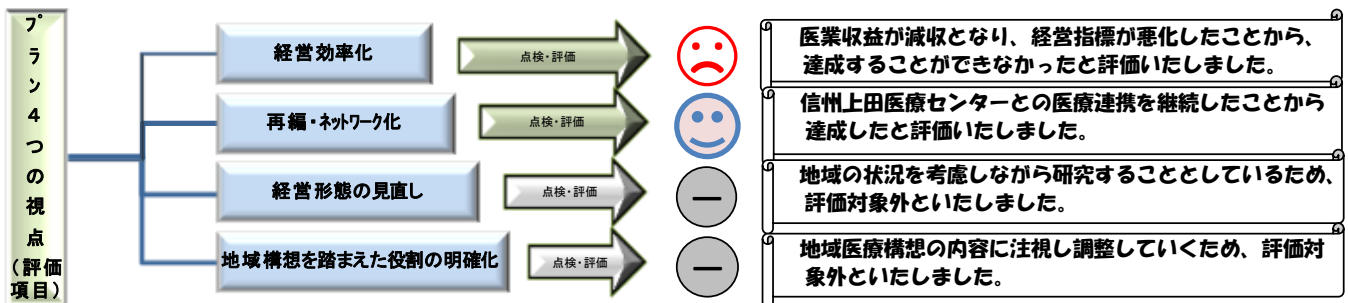 プラン4つの視点
(評価項目)
経営効率化
点検・評価
医業収益が減収となり、経営指標が悪化したことから、
達成することができなかったと評価いたしました。
再編・ネットワーク化
点検・評価
信州上田医療センターとの医療連携を継続したことから
達成したと評価いたしました。
経営形態の見直し
点検・評価
地域の状況を考慮しながら研究することとしているため、
評価対象外といたしました。
地域構想を踏まえた役割の明確化
点検・評価
地域医療構想の内容に注視し調整していくため、評価対
象外といたしました。